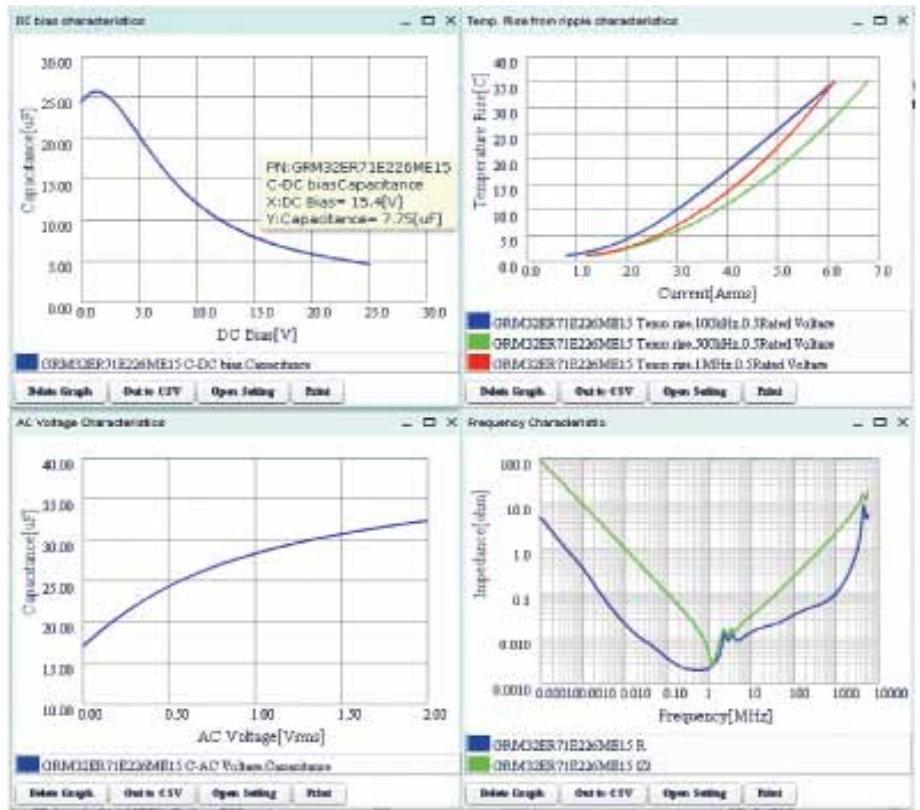 DC bias characteristics
Capacitance[uF]
30.00
25.00
20.00
15.00
10.00
5.00
0.00
0.0 5.0 10.0 15.0 20.0 25.0 30.0
DC Bias[V]
PN:GRM32ER71E226ME15
C-DC biasCapacitance
X:DC Bias= 15.4[V]
Y:Capacitance= 7.75[uF]
GRM32ER71E226ME15 C-DC bias Capacitance
Delete Graph Out to CSV Open Setting Print
Temp. Rise from ripple characteristics
Temperature Rise[C]
40.0
35.0
30.0
25.0
20.0
15.0
10.0
5.0
0.0
0.0 1.0 2.0 3.0 4.0 5.0 6.0 7.0
Current[Arms]
GRM32ER71E226ME15 Temp rise,100kHz,0.5Rated Voltage
GRM32ER71E226ME15 Temp rise,500kHz,0.5Rated Voltage
GRM32ER71E226ME15 Temp rise,1MHz,0.5Rated Voltage
Delete Graph Out to CSV Open Setting Print
AC Voltage Characteristics
Capacitance[uF]
40.00
35.00
30.00
25.00
20.00
15.00
10.00
0.00 0.50 1.00 1.50 2.00
AC Voltage[Vrms]
GRM32ER71E226ME15 C-AC Voltage Capacitance
Delete Graph Out to CSV Open Setting Print
Frequency Characteristic
Impedance[ohm]
100.0
10.0
1.0
0.1
0.010
0.0010
0.00010 0.0010 0.010 0.10 1 10 100 1000 10000
Frequency[MHz]
GRM32ER71E226ME15 R
GRM32ER71E226ME15 |Z|
Delete Graph Out to CSV Open Setting Print